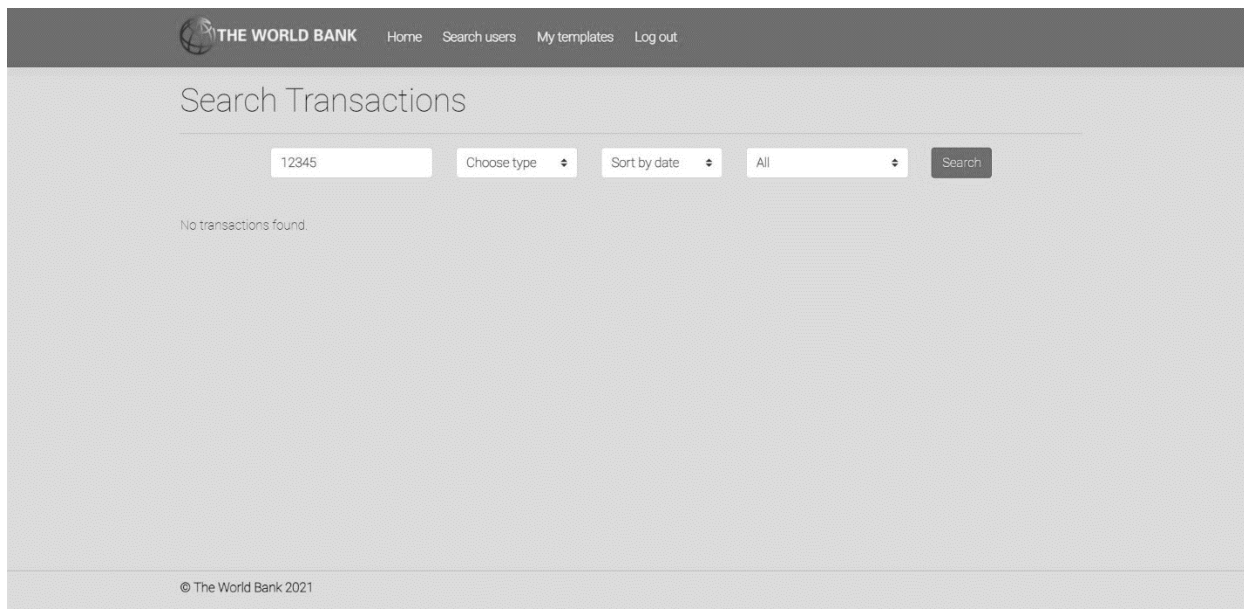 THE WORLD BANK Home Search users My templates Log out
Search Transactions
12345 Choose type Sort by date All Search
No transactions found.
© The World Bank 2021